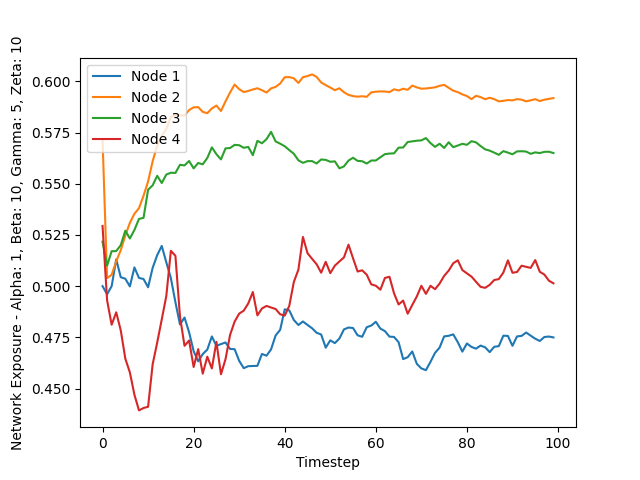 Network Exposure - Alpha: 1, Beta: 10, Gamma: 5, Zeta: 10
0.600
0.575
0.550
0.525
0.500
0.475
0.450
Node 1
Node 2
Node 3
Node 4
0
20
40
60
80
100
Timestep